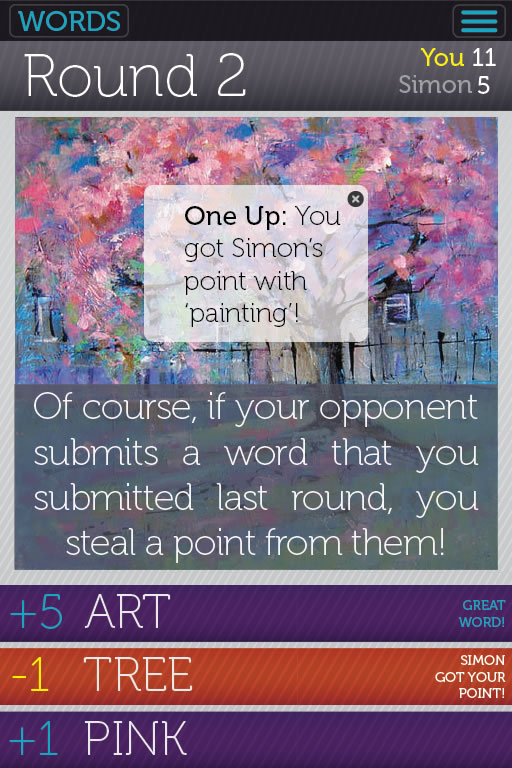 WORDS
Round 2
You 11
Simon 5
One Up: You
got Simon's
point with
'painting'!
Of course, if your opponent
submits a word that you
submitted last round, you
steal a point from them!
+5 ART
GREAT
WORD!
-1 TREE
SIMON
GOT YOUR
POINT!
+1 PINK